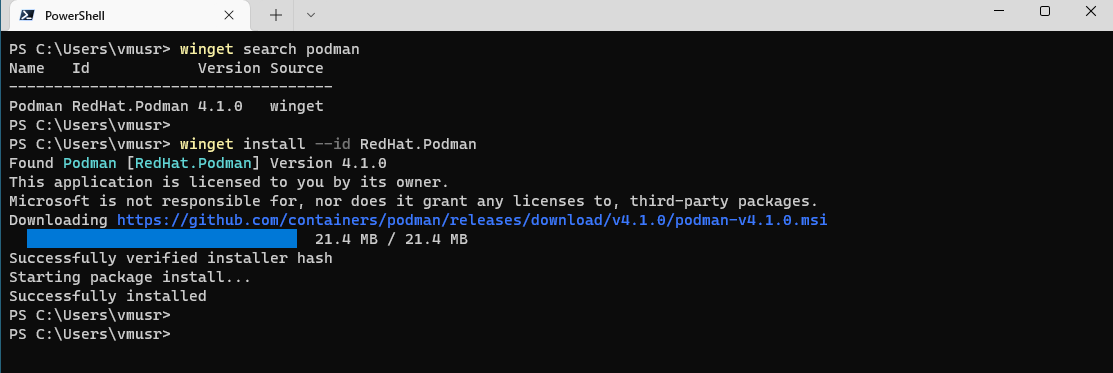 PowerShell
PS C:\Users\vmusr> winget search podman
Name   Id            Version Source
------------------------------------
Podman RedHat.Podman 4.1.0   winget
PS C:\Users\vmusr>
PS C:\Users\vmusr> winget install --id RedHat.Podman
Found Podman [RedHat.Podman] Version 4.1.0
This application is licensed to you by its owner.
Microsoft is not responsible for, nor does it grant any licenses to, third-party packages.
Downloading https://github.com/containers/podman/releases/download/v4.1.0/podman-v4.1.0.msi
21.4 MB / 21.4 MB
Successfully verified installer hash
Starting package install...
Successfully installed
PS C:\Users\vmusr>
PS C:\Users\vmusr>